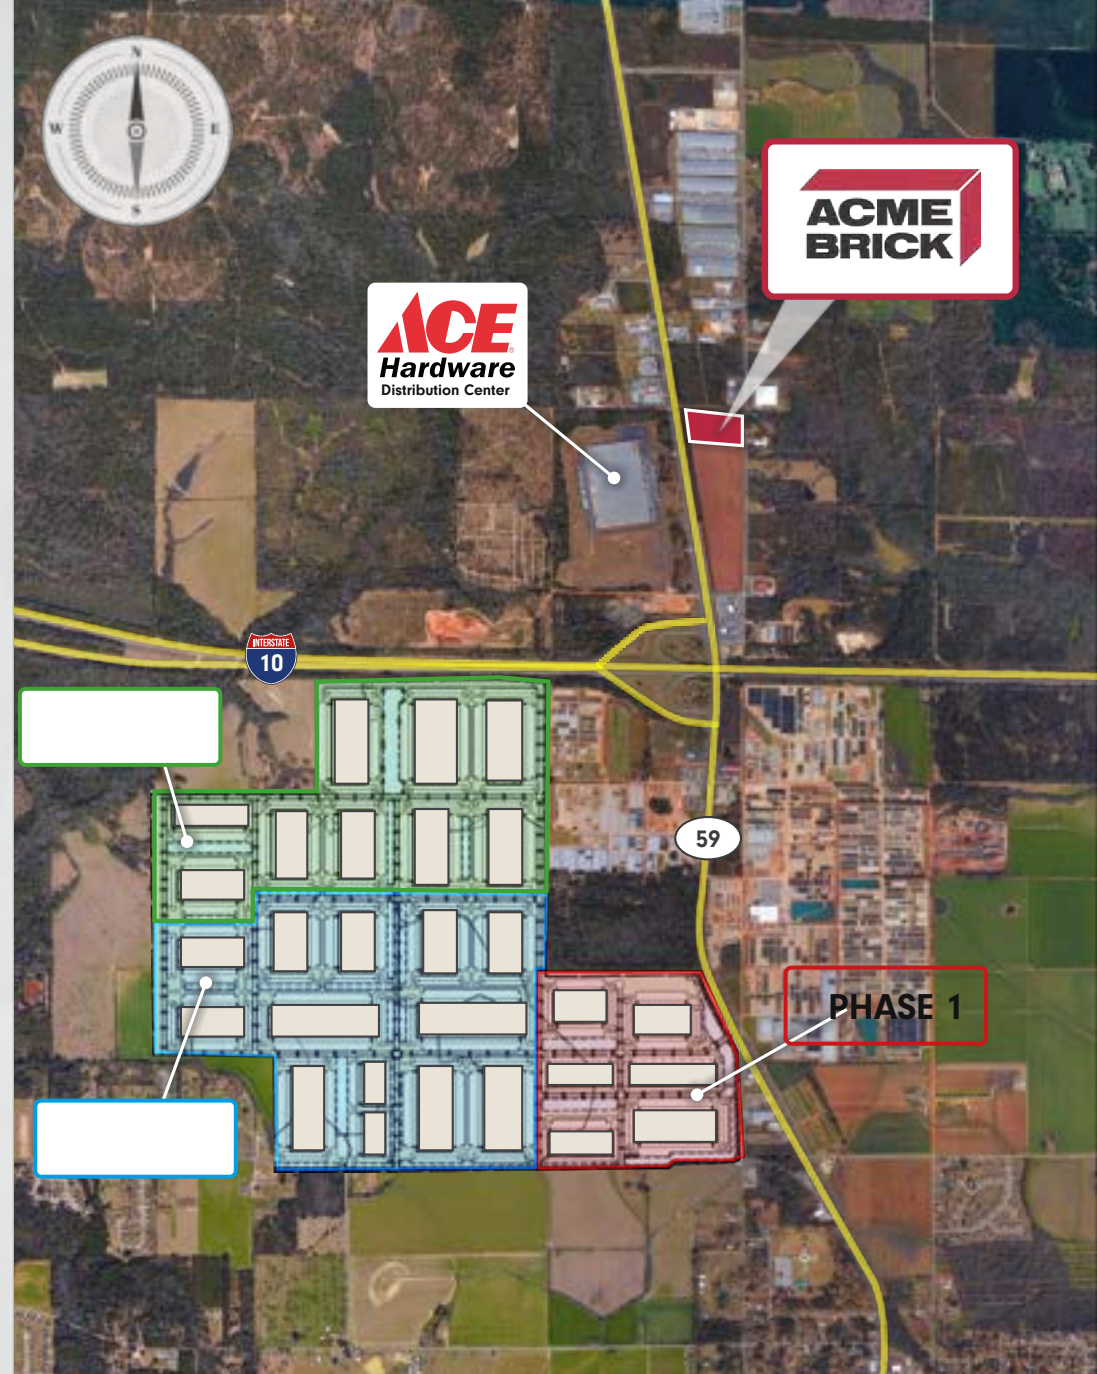 N
W
E
S
ACME
BRICK
ACE
Hardware
Distribution Center
INTERSTATE
10
59
PHASE 1